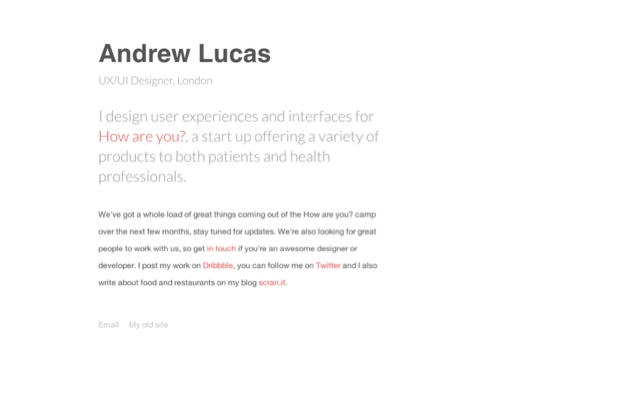 Andrew Lucas
UX/UI Designer, London
I design user experiences and interfaces for
How are you?, a start up offering a variety of
products to both patients and health
professionals.
We've got a whole load of great things coming out of the How are you? camp
over the next few months, stay tuned for updates. We're also looking for great
people to work with us, so get in touch if you're an awesome designer or
developer. I post my work on Dribbble, you can follow me on Twitter and I also
write about food and restaurants on my blog scran.it.
Email My old site